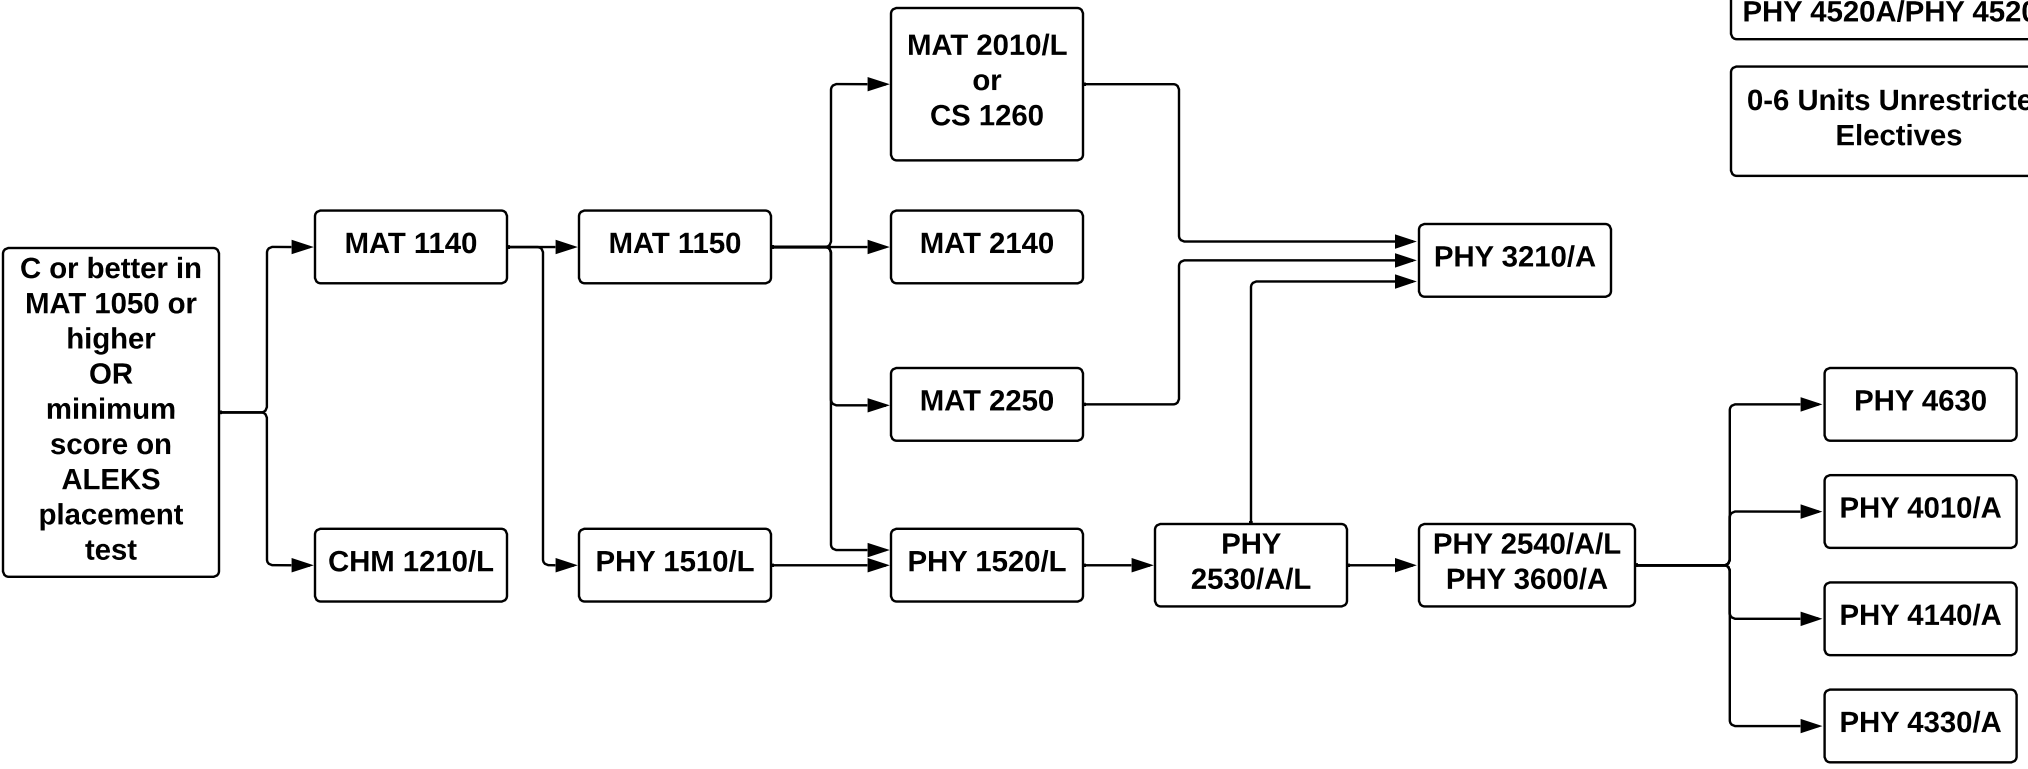 PHY 4520A/PHY
0-6 Units
Electives
MAT 2010/L
or
CS 1260
MAT 1140
MAT 1150
MAT 2140
PHY 3210/A
C or better in
MAT 1050 or
higher
OR
minimum
score on
ALEKS
placement
test
MAT 2250
PHY 4630
CHM 1210/L
PHY 1510/L
PHY 1520/L
PHY
2530/A/L
PHY 2540/A/L
PHY 3600/A
PHY 4010/A
PHY 4140/A
PHY 4330/A